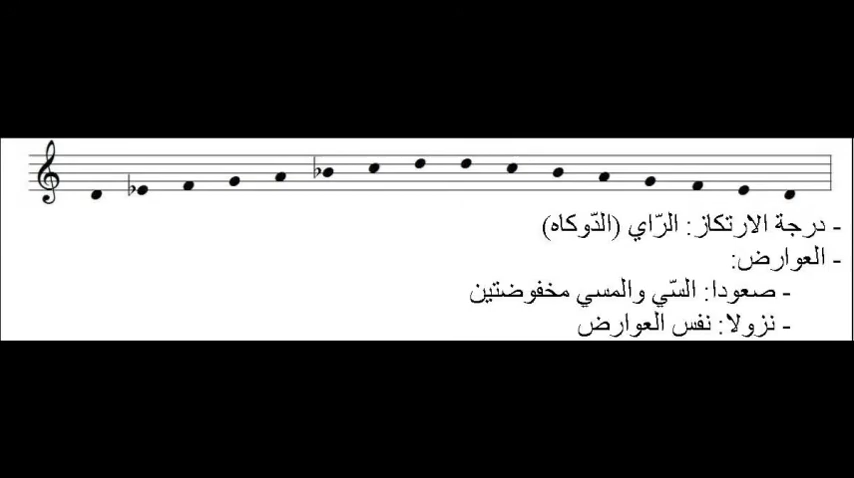 - درجة الارتكاز: الرّاي (الدّوكاه)
- العوارض:
- صعودا: السّي والمسي مخفوضتين
- نزولا: نفس العوارض